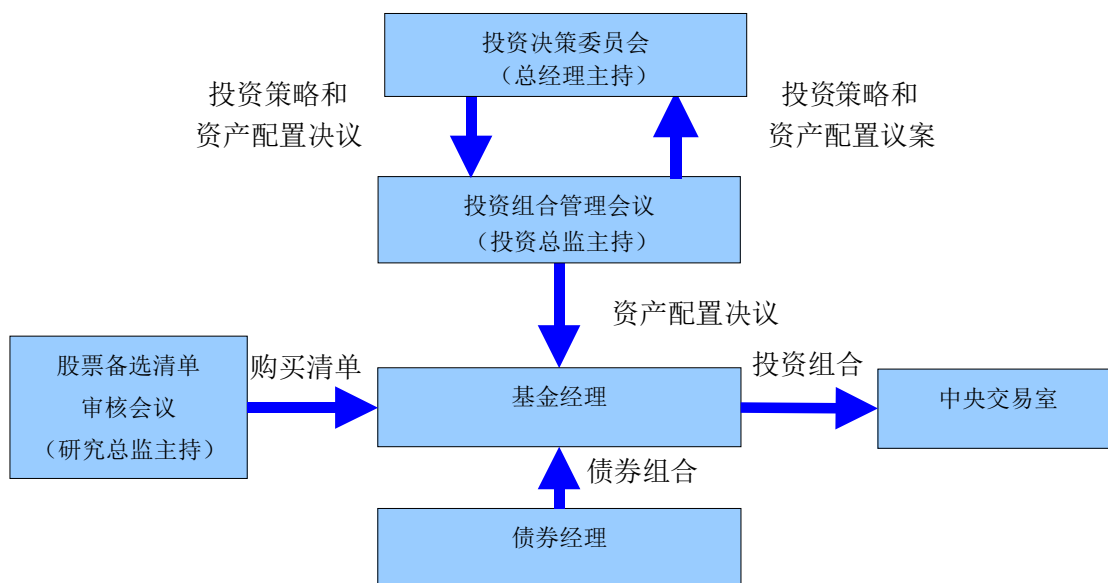 投资决策委员会
（总经理主持）
投资策略和
资产配置决议
投资策略和
资产配置议案
投资组合管理会议
（投资总监主持）
资产配置决议
股票备选清单
审核会议
（研究总监主持）
购买清单
基金经理
投资组合
中央交易室
债券组合
债券经理